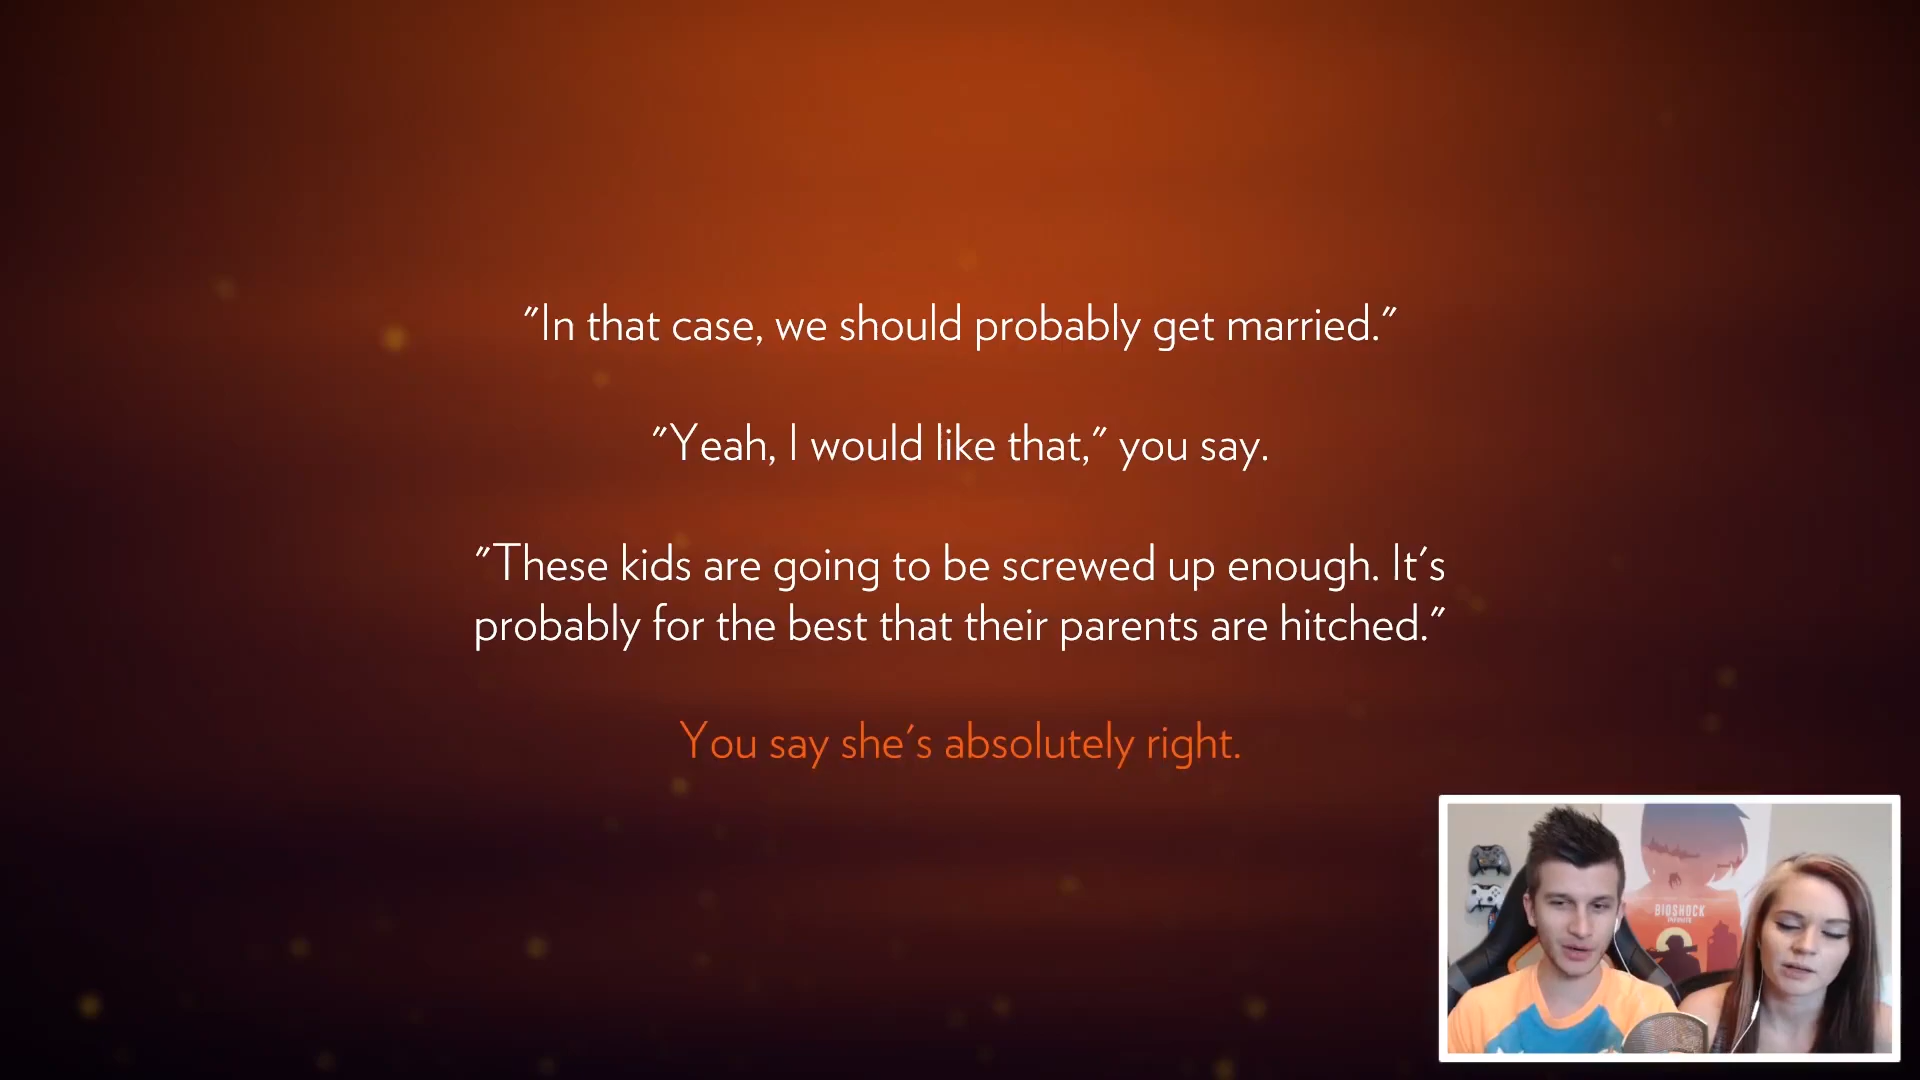 "In that case, we should probably get married."
"Yeah, I would like that," you say.
"These kids are going to be screwed up enough. It's
probably for the best that their parents are hitched."
You say she's absolutely right.
BIOSHOCK
INFINITE